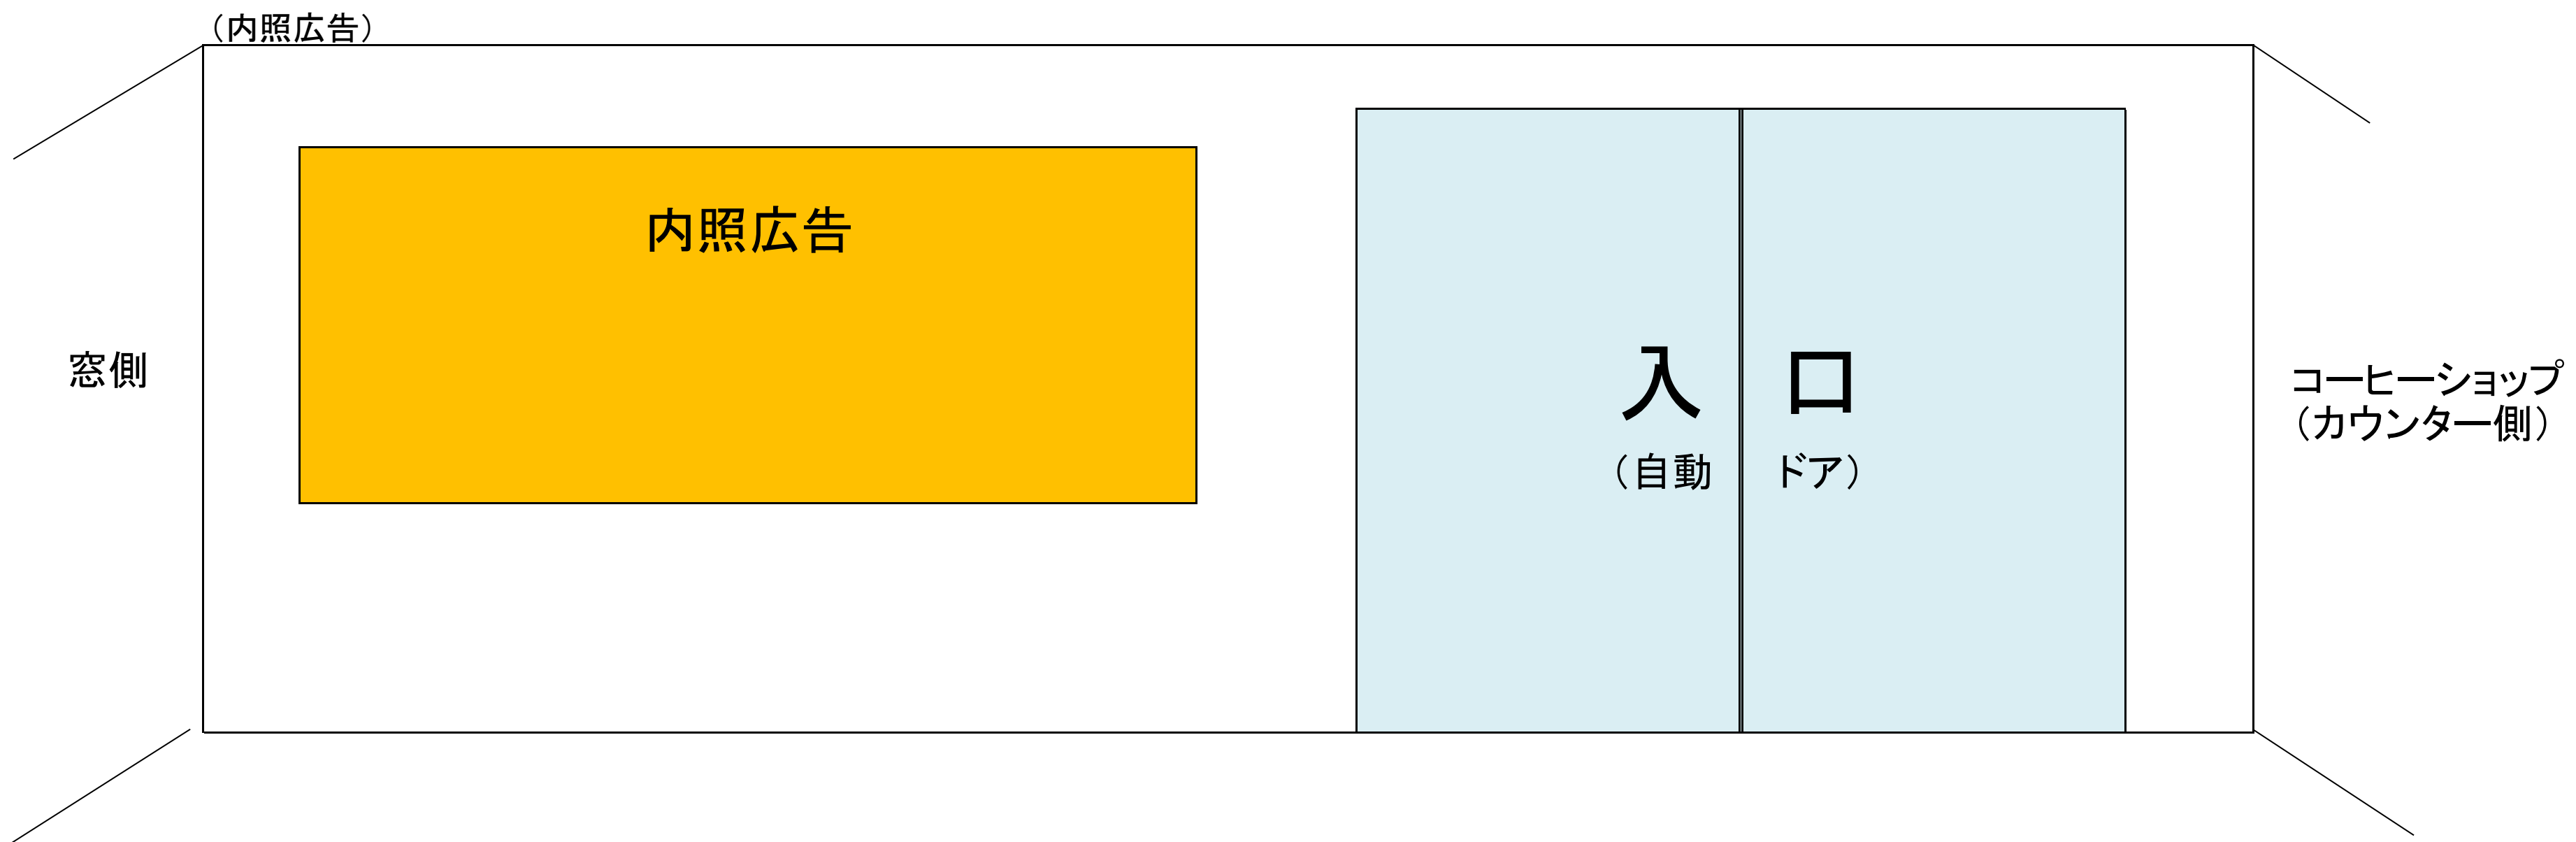 （内照広告）
内照広告
窓側
入 口
（自動 ドア）
コーヒーショップ
（カウンター側）